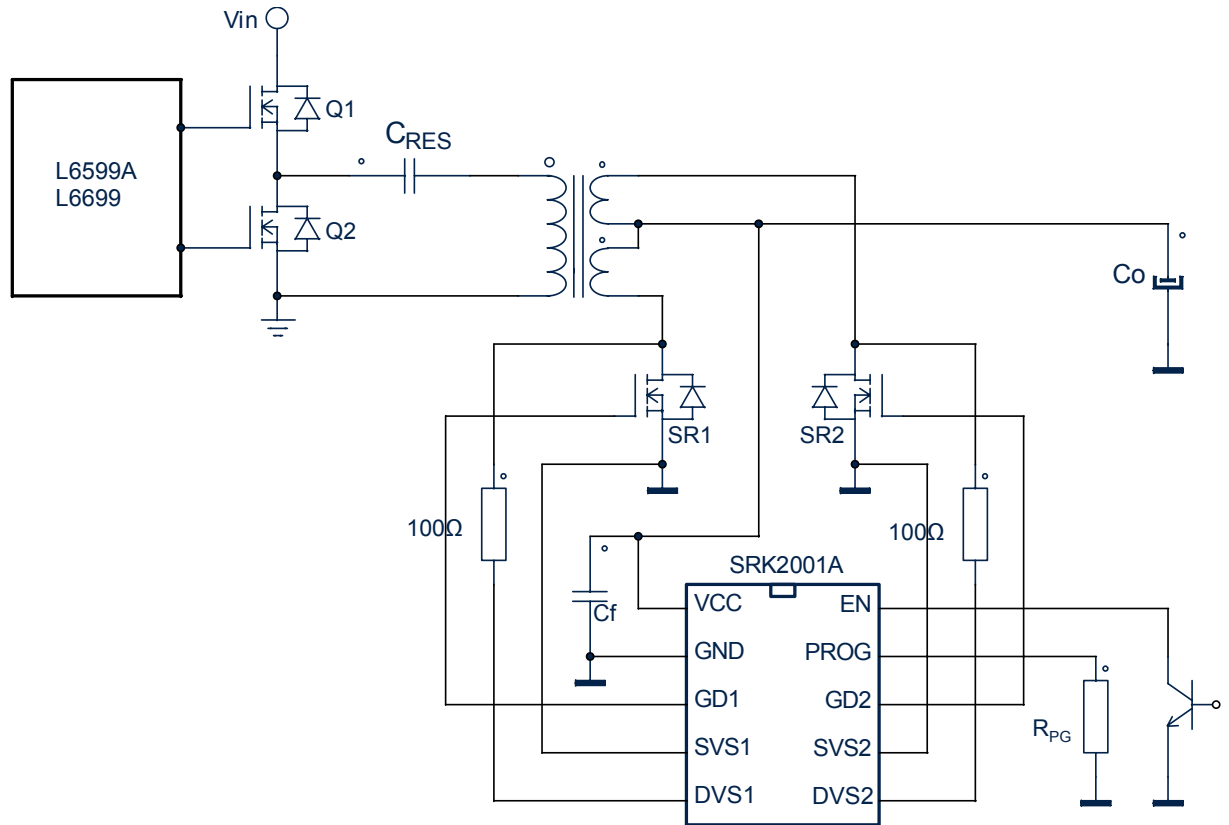 Vin
Q1
CRES
L6599A
L6699
Q2
Co
SR1
SR2
100Ω
100Ω
SRK2001A
Cf
VCC
EN
GND
PROG
GD1
GD2
RPG
SVS1
SVS2
DVS1
DVS2